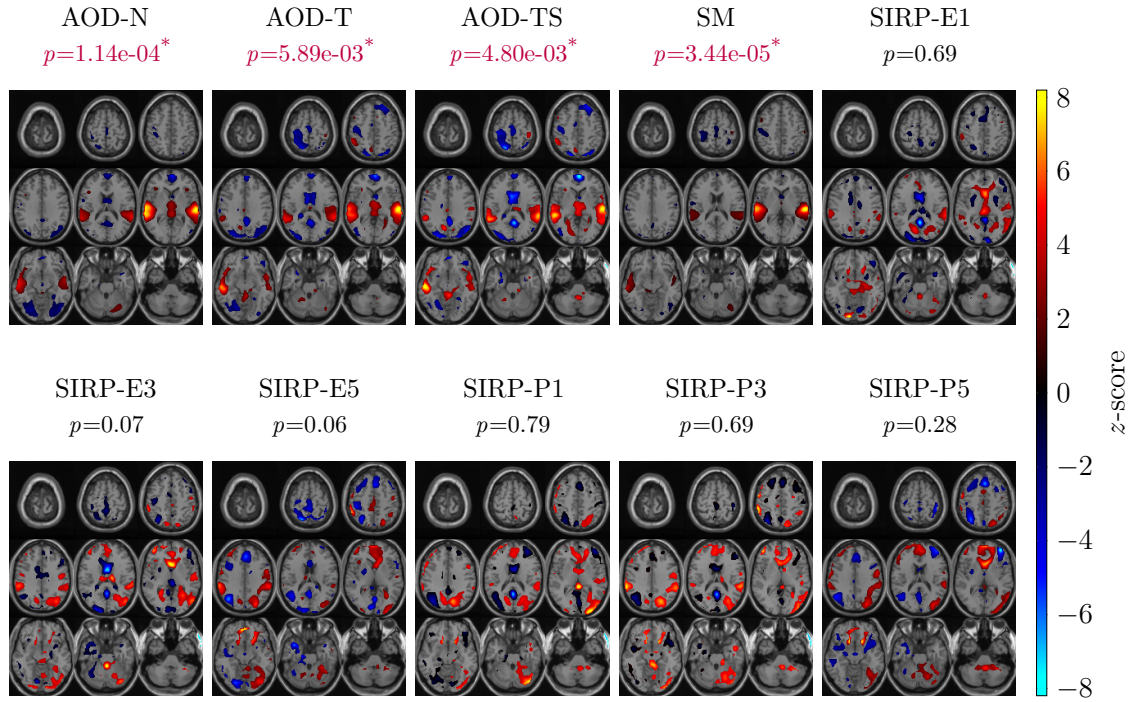 AOD-N AOD-T AOD-TS SM SIRP-E1
p=1.14e-04* p=5.89e-03* p=4.80e-03* p=3.44e-05* p=0.69
8
6
4
2
0
−2
−4
−6
−8
z-score
SIRP-E3 SIRP-E5 SIRP-P1 SIRP-P3 SIRP-P5
p=0.07 p=0.06 p=0.79 p=0.69 p=0.28